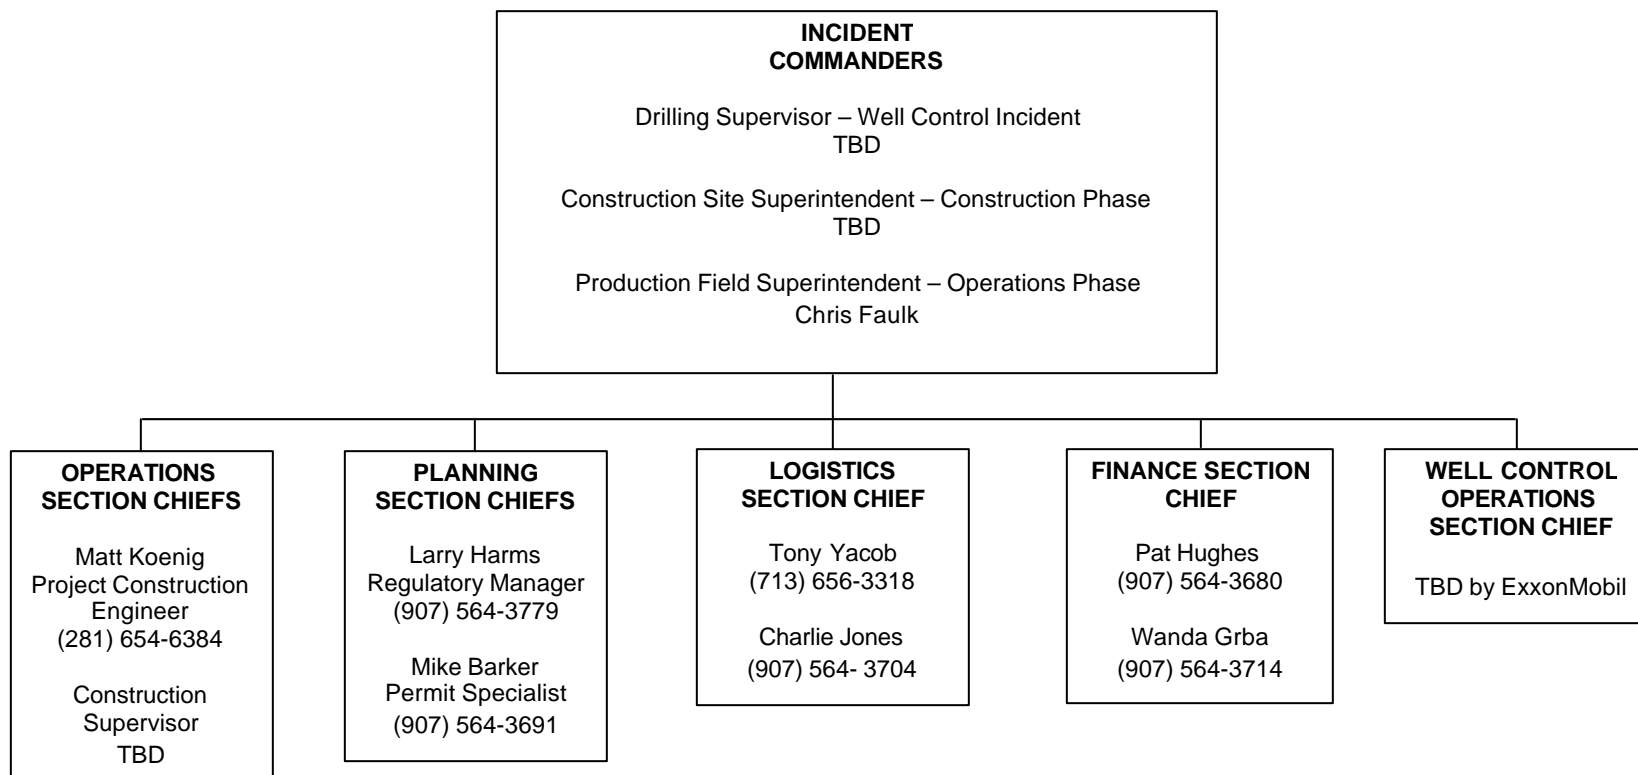 INCIDENT
COMMANDERS
Drilling Supervisor – Well Control Incident
TBD
Construction Site Superintendent – Construction Phase
TBD
Production Field Superintendent – Operations Phase
Chris Faulk
OPERATIONS
SECTION CHIEFS
Matt Koenig
Project Construction
Engineer
(281) 654-6384
Construction
Supervisor
TBD
PLANNING
SECTION CHIEFS
Larry Harms
Regulatory Manager
(907) 564-3779
Mike Barker
Permit Specialist
(907) 564-3691
LOGISTICS
SECTION CHIEF
Tony Yacob
(713) 656-3318
Charlie Jones
(907) 564- 3704
FINANCE SECTION
CHIEF
Pat Hughes
(907) 564-3680
Wanda Grba
(907) 564-3714
WELL CONTROL
OPERATIONS
SECTION CHIEF
TBD by ExxonMobil